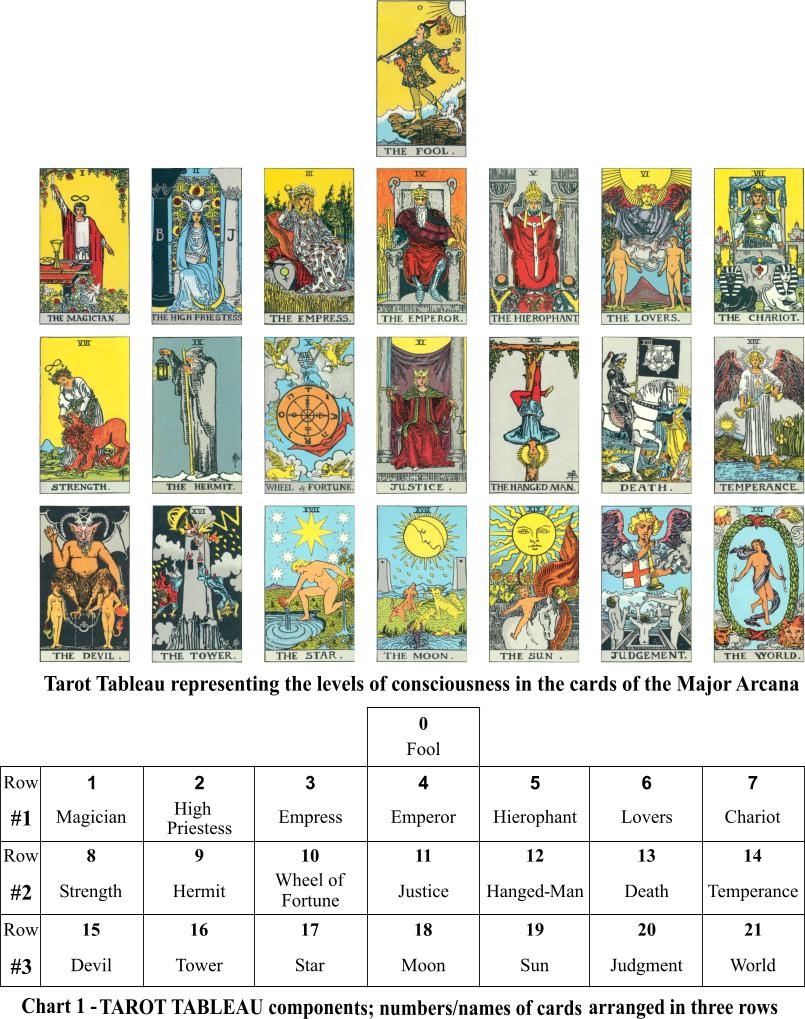 THE FOOL.
I II III IV V VI VII
THE MAGICIAN. THE HIGH PRIESTESS THE EMPRESS. THE EMPEROR. THE HIEROPHANT THE LOVERS. THE CHARIOT.
B J
VIII IX XI XII XIII XIV
STRENGTH. THE HERMIT. WHEEL of FORTUNE. JUSTICE. THE HANGED MAN. DEATH. TEMPERANCE.
XV XVI XVII XVIII XIX XX XXI
THE DEVIL. THE TOWER. THE STAR. THE MOON. THE SUN. JUDGEMENT. THE WORLD.
Tarot Tableau representing the levels of consciousness in the cards of the Major Arcana
0
Fool
Row 1 2 3 4 5 6 7
#1 Magician High Priestess Empress Emperor Hierophant Lovers Chariot
Row 8 9 10 11 12 13 14
#2 Strength Hermit Wheel of Fortune Justice Hanged-Man Death Temperance
Row 15 16 17 18 19 20 21
#3 Devil Tower Star Moon Sun Judgment World
Chart 1 - TAROT TABLEAU components; numbers/names of cards arranged in three rows